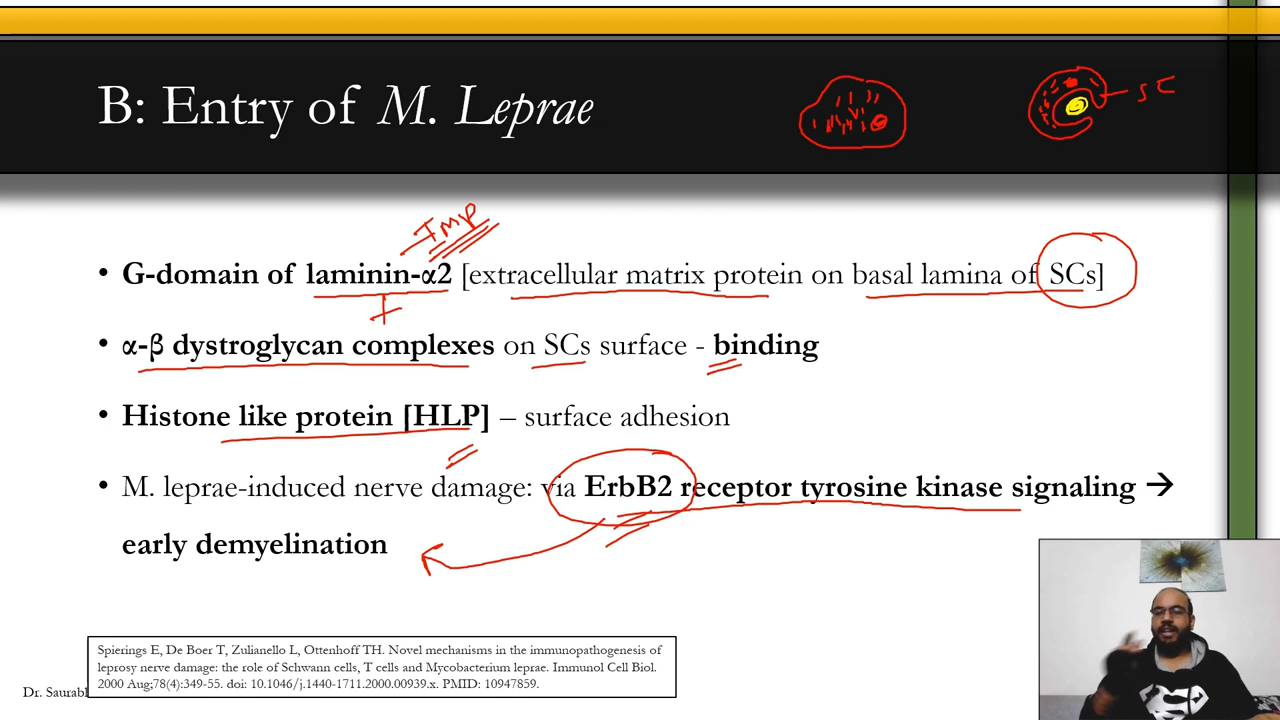 B: Entry of M. Leprae
SC
Imp
• G-domain of laminin-α2 [extracellular matrix protein on basal lamina of SCs]
• α-β dystroglycan complexes on SCs surface - binding
• Histone like protein [HLP] – surface adhesion
• M. leprae-induced nerve damage: via ErbB2 receptor tyrosine kinase signaling →
early demyelination
Spierings E, De Boer T, Zulianello L, Ottenhoff TH. Novel mechanisms in the immunopathogenesis of
leprosy nerve damage: the role of Schwann cells, T cells and Mycobacterium leprae. Immunol Cell Biol.
2000 Aug;78(4):349-55. doi: 10.1046/j.1440-1711.2000.00939.x. PMID: 10947859.
Dr. Saurabh